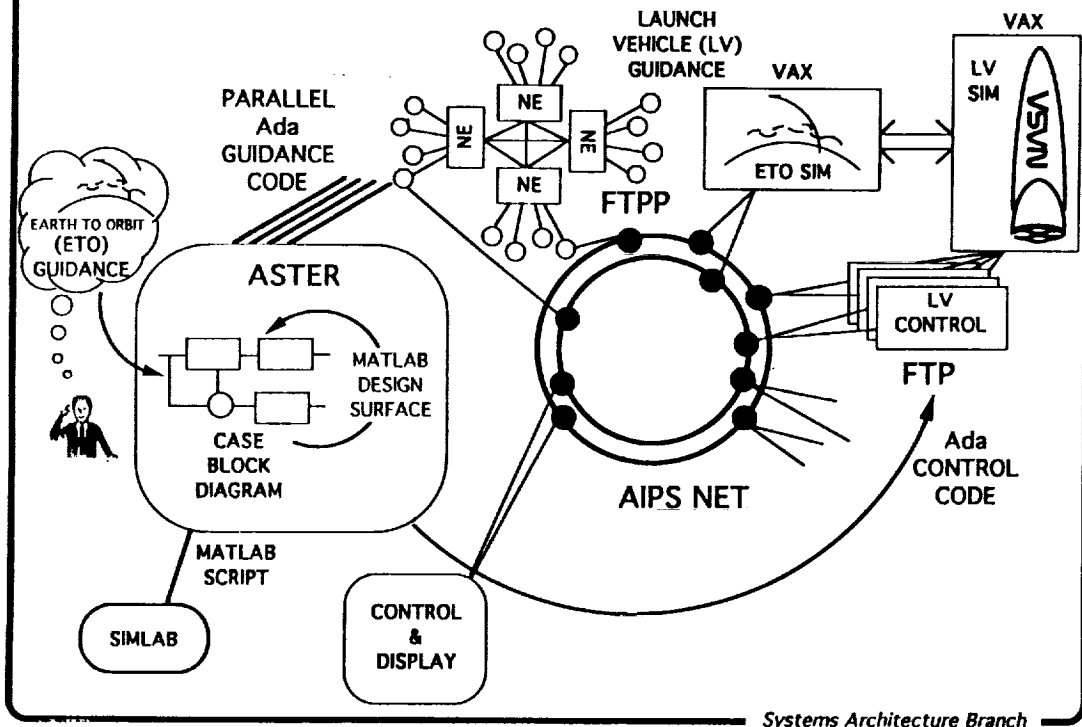 LAUNCH
VEHICLE (LV)
GUIDANCE
VAX
VAX
LV
SIM
NASA
PARALLEL
Ada
GUIDANCE
CODE
NE
NE
NE
NE
FTPP
ETO SIM
EARTH TO ORBIT
(ETO)
GUIDANCE
ASTER
MATLAB
DESIGN
SURFACE
CASE
BLOCK
DIAGRAM
LV
CONTROL
FTP
Ada
CONTROL
CODE
AIPS NET
MATLAB
SCRIPT
SIMLAB
CONTROL
&
DISPLAY
Systems Architecture Branch